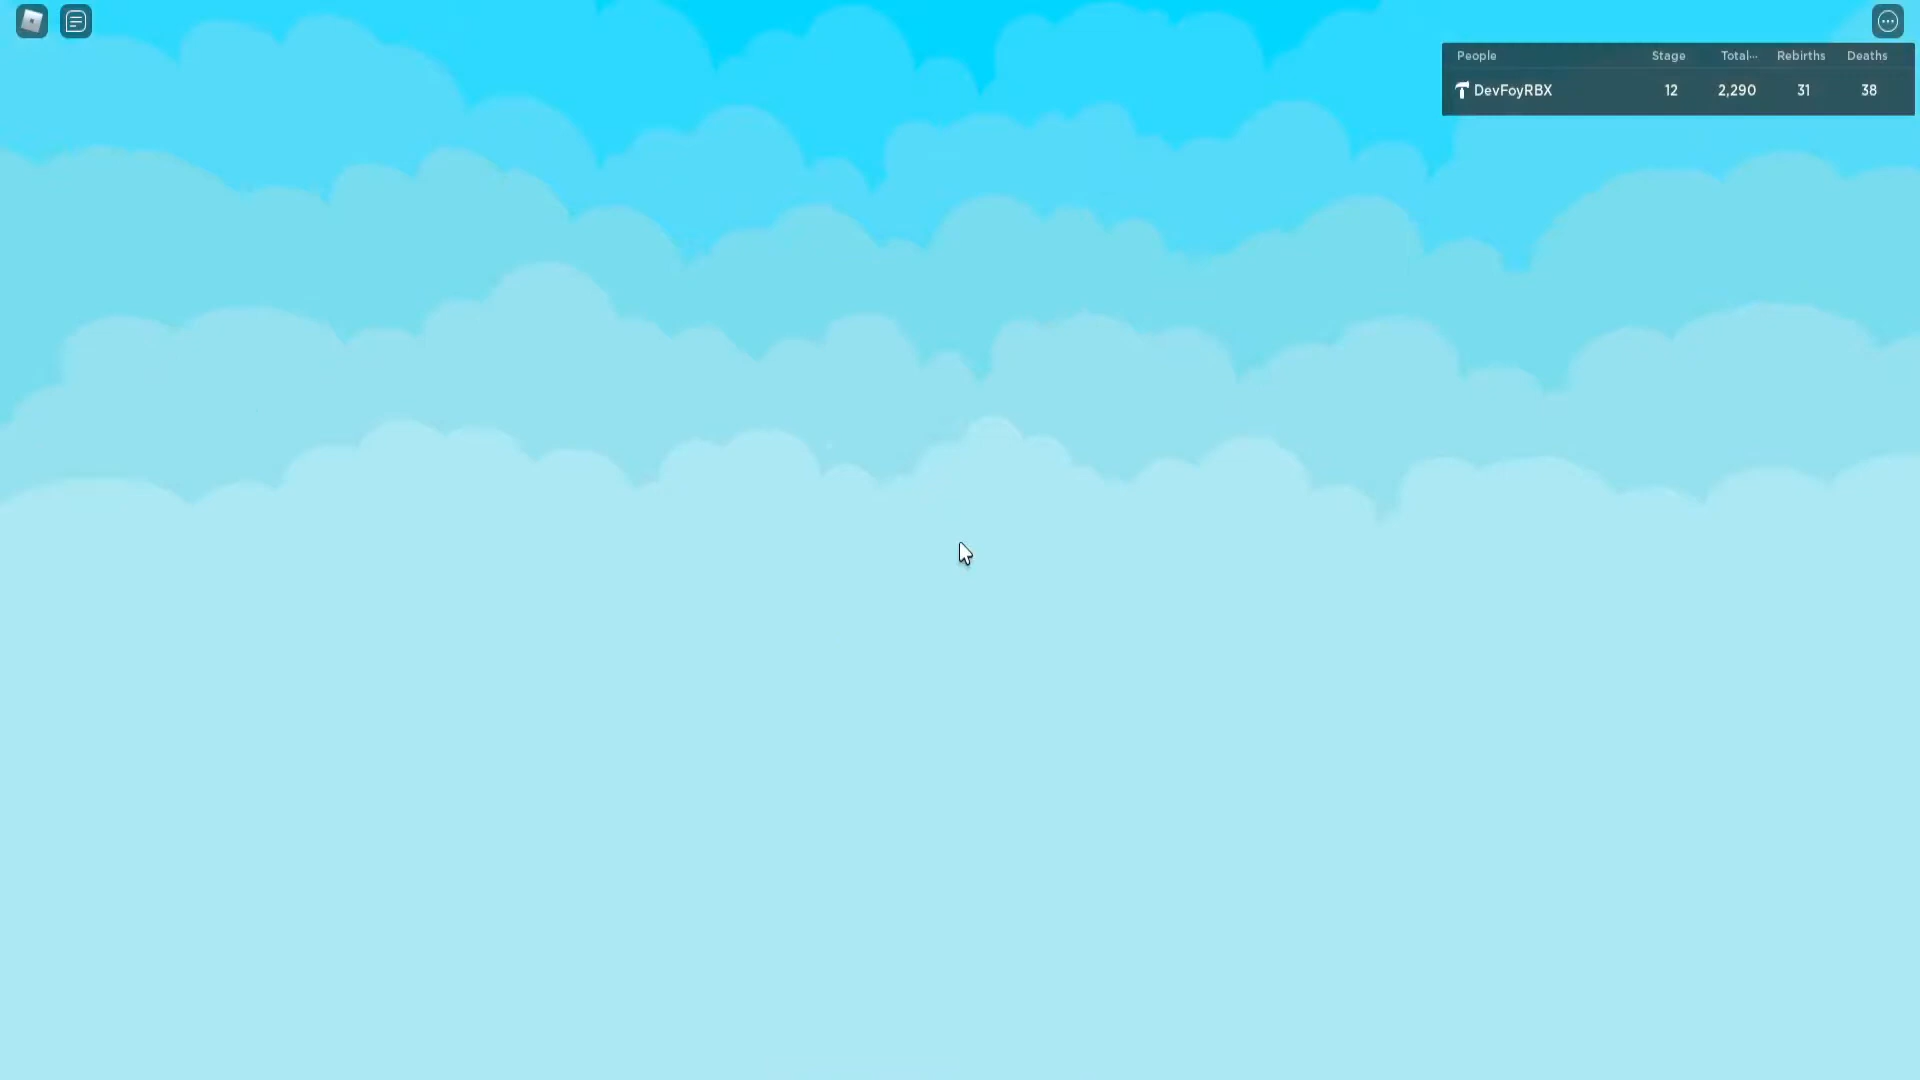 People Stage Total... Rebirths Deaths
DevFoyRBX 12 2,290 31 38